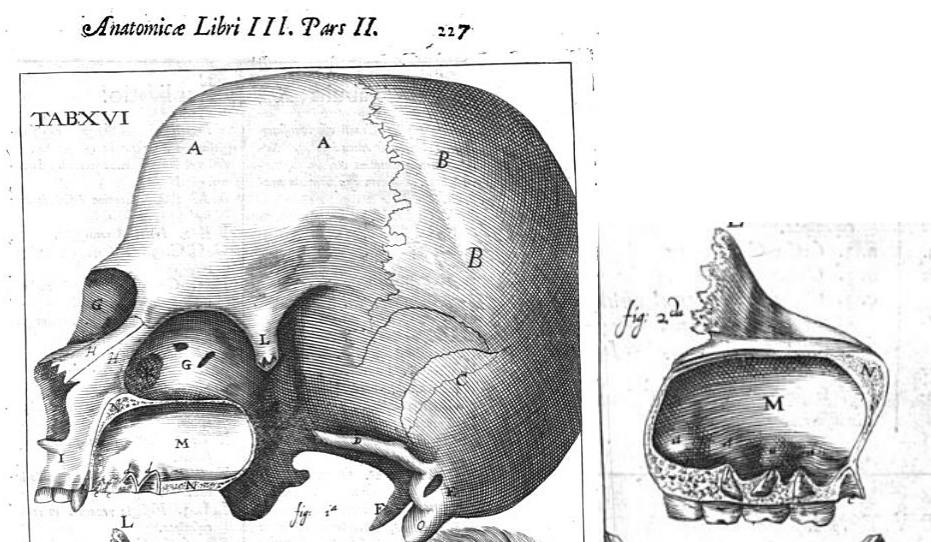 Anatomicæ Libri III. Pars II. 227
TAB XVI
A A B
B
G
H H
L
K G
C
N
M
D
I
N
E
F
O
fig: 1ª
L
L
fig: 2da
N
M
a a a a
c